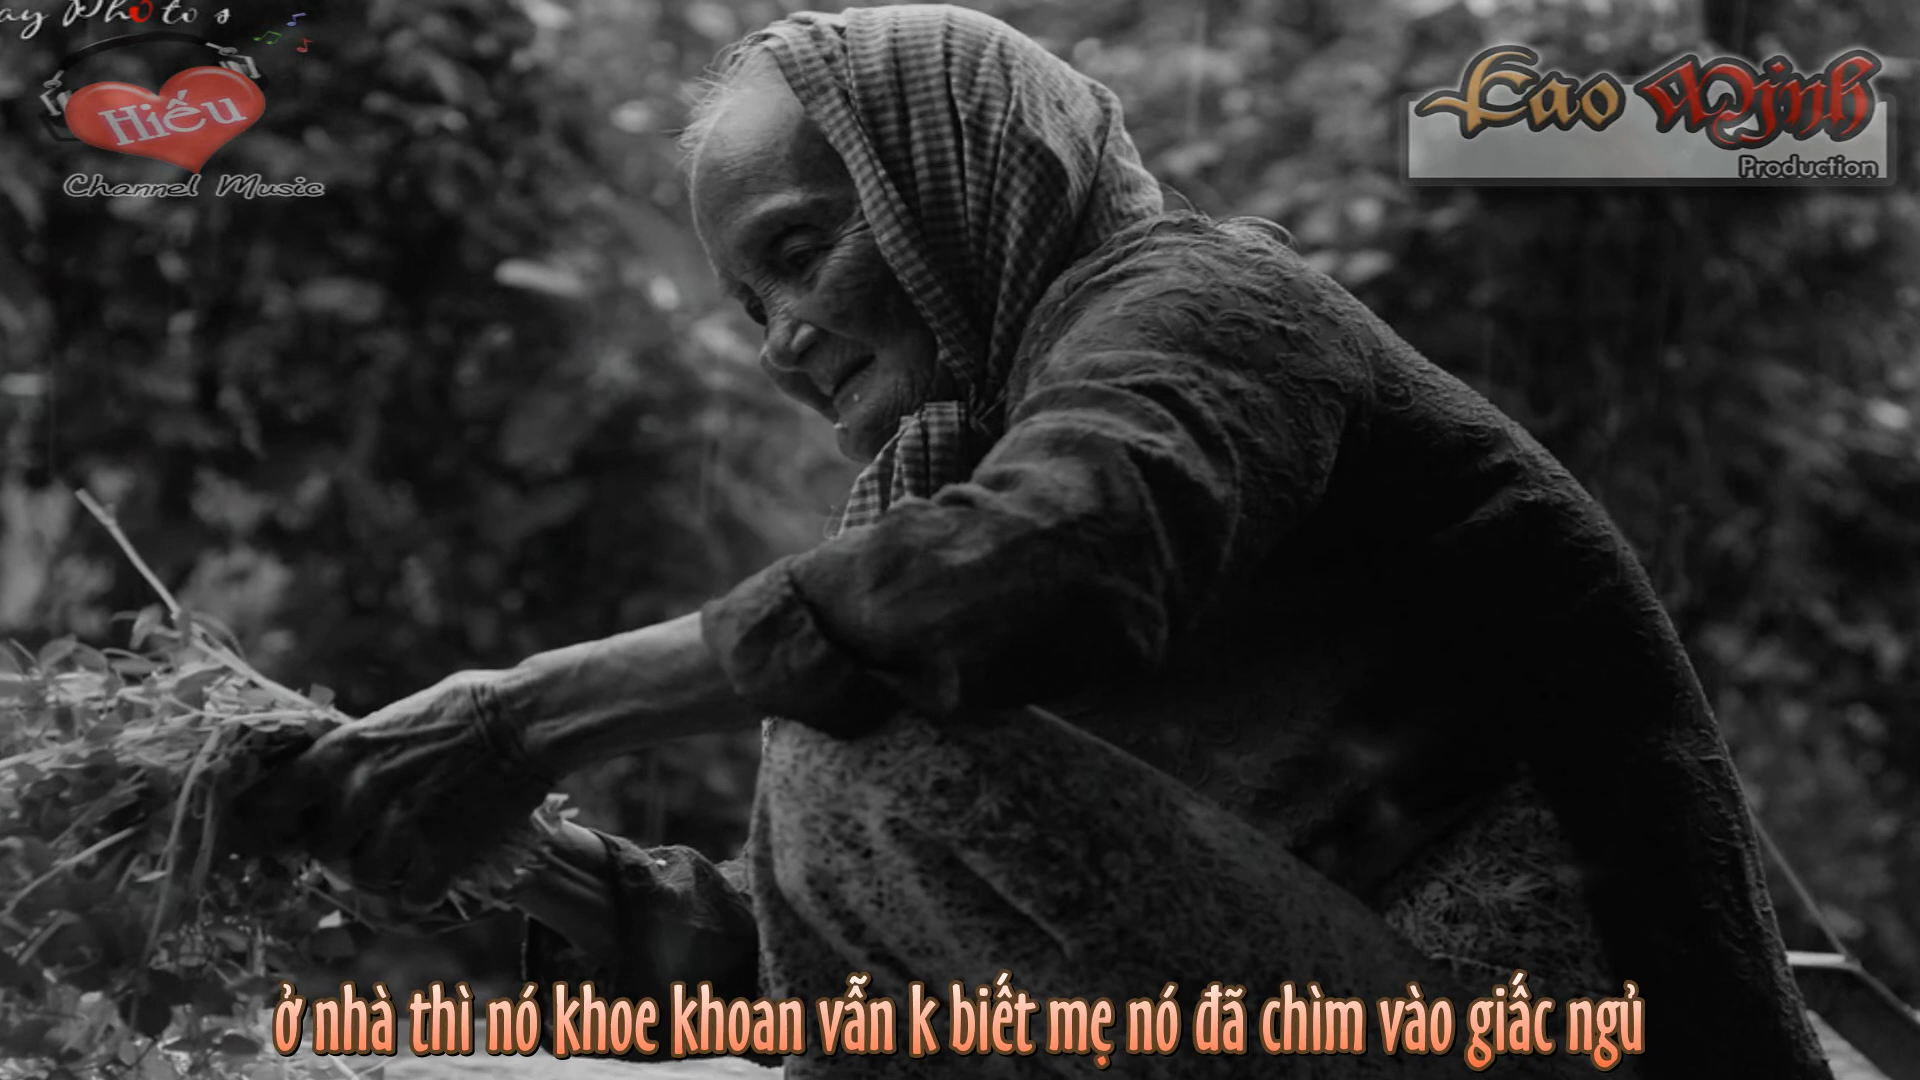 Photos
Hiếu
Channel Music
Cao Minh
Production
ở nhà thì nó khoe khoan vẫn k biết mẹ nó đã chìm vào giấc ngủ